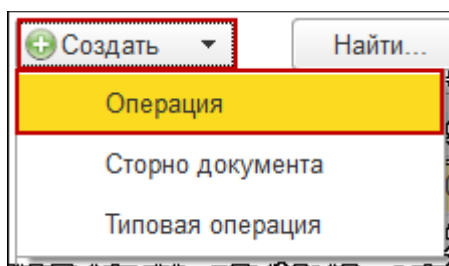 Создать Найти...
Операция
Сторно документа
Типовая операция